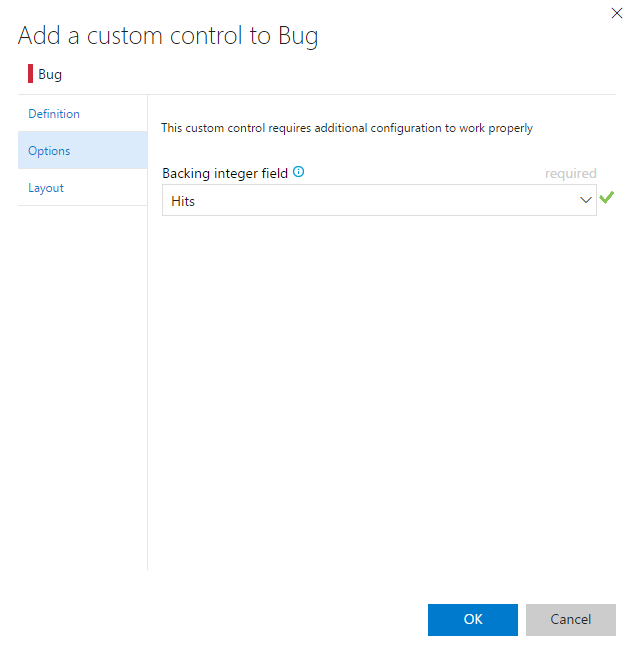 Add a custom control to Bug
Bug
Definition
Options
Layout
This custom control requires additional configuration to work properly
Backing integer field required
Hits
OK Cancel